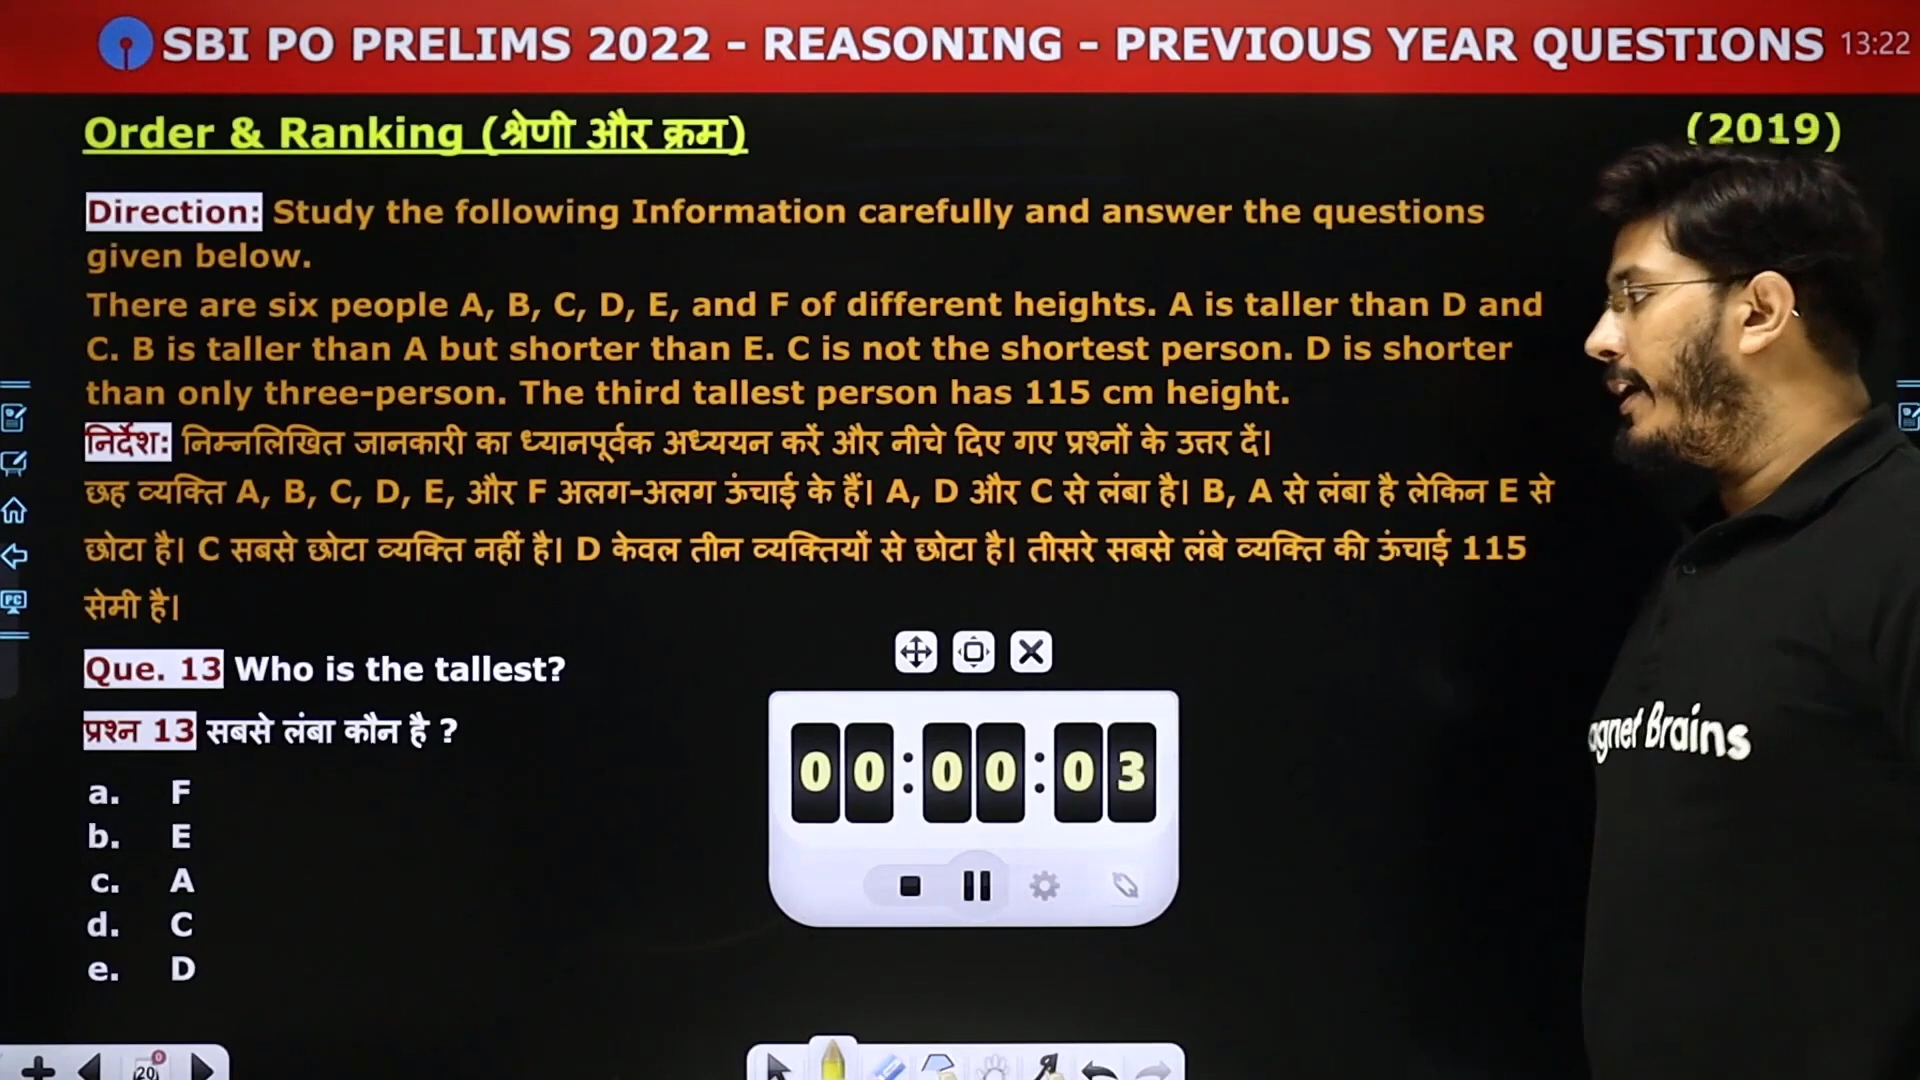 SBI PO PRELIMS 2022 - REASONING - PREVIOUS YEAR QUESTIONS 13:22
Order & Ranking (श्रेणी और क्रम) (2019)
Direction: Study the following Information carefully and answer the questions
given below.
There are six people A, B, C, D, E, and F of different heights. A is taller than D and
C. B is taller than A but shorter than E. C is not the shortest person. D is shorter
than only three-person. The third tallest person has 115 cm height.
निर्देश: निम्नलिखित जानकारी का ध्यानपूर्वक अध्ययन करें और नीचे दिए गए प्रश्नों के उत्तर दें।
छह व्यक्ति A, B, C, D, E, और F अलग-अलग ऊंचाई के हैं। A, D और C से लंबा है। B, A से लंबा है लेकिन E से
छोटा है। C सबसे छोटा व्यक्ति नहीं है। D केवल तीन व्यक्तियों से छोटा है। तीसरे सबसे लंबे व्यक्ति की ऊंचाई 115
सेमी है।
Que. 13 Who is the tallest?
प्रश्न 13 सबसे लंबा कौन है ?
a. F
b. E
c. A
d. C
e. D
00:00:03
agnet Brains
PC
20
0